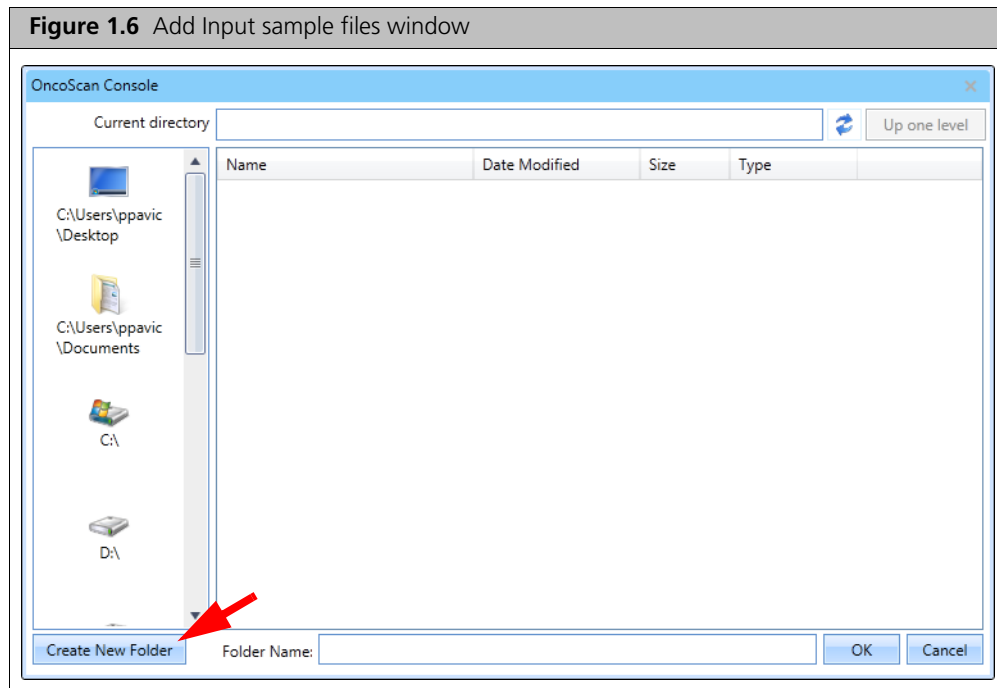 Figure 1.6 Add Input sample files window
OncoScan Console
Current directory
Up one level
Name Date Modified Size Type
C:\Users\ppavic
\Desktop
C:\Users\ppavic
\Documents
C:\
D:\
Create New Folder Folder Name: OK Cancel